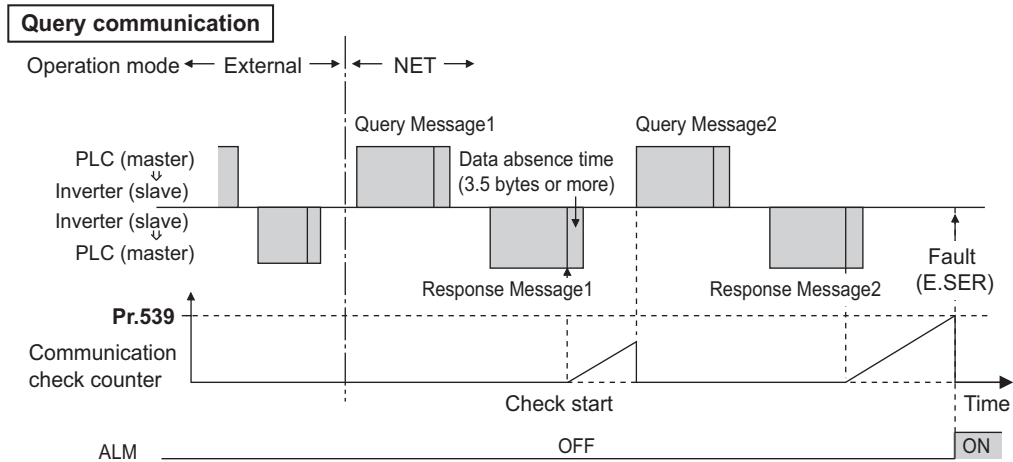 Query communication
Operation mode External NET
Query Message1 Query Message2
PLC (master)
Inverter (slave)
Inverter (slave)
PLC (master)
Data absence time
(3.5 bytes or more)
Response Message1 Response Message2
Fault
(E.SER)
Pr.539
Communication
check counter
Check start
Time
ALM OFF ON